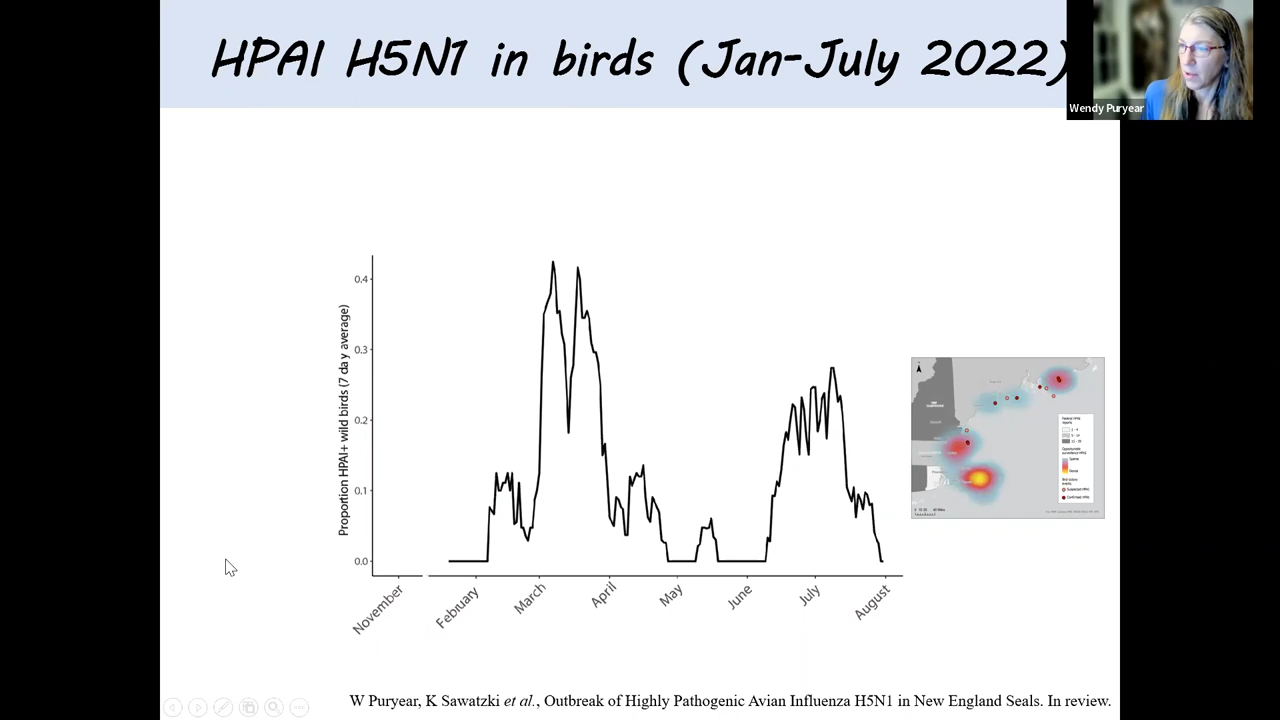 HPAI H5N1 in birds (Jan-July 2022)
Wendy Puryear
Proportion HPAI+ wild birds (7 day average)
0.4
0.3
0.2
0.1
0.0
November
February
March
April
May
June
July
August
W Puryear, K Sawatzki et al., Outbreak of Highly Pathogenic Avian Influenza H5N1 in New England Seals. In review.